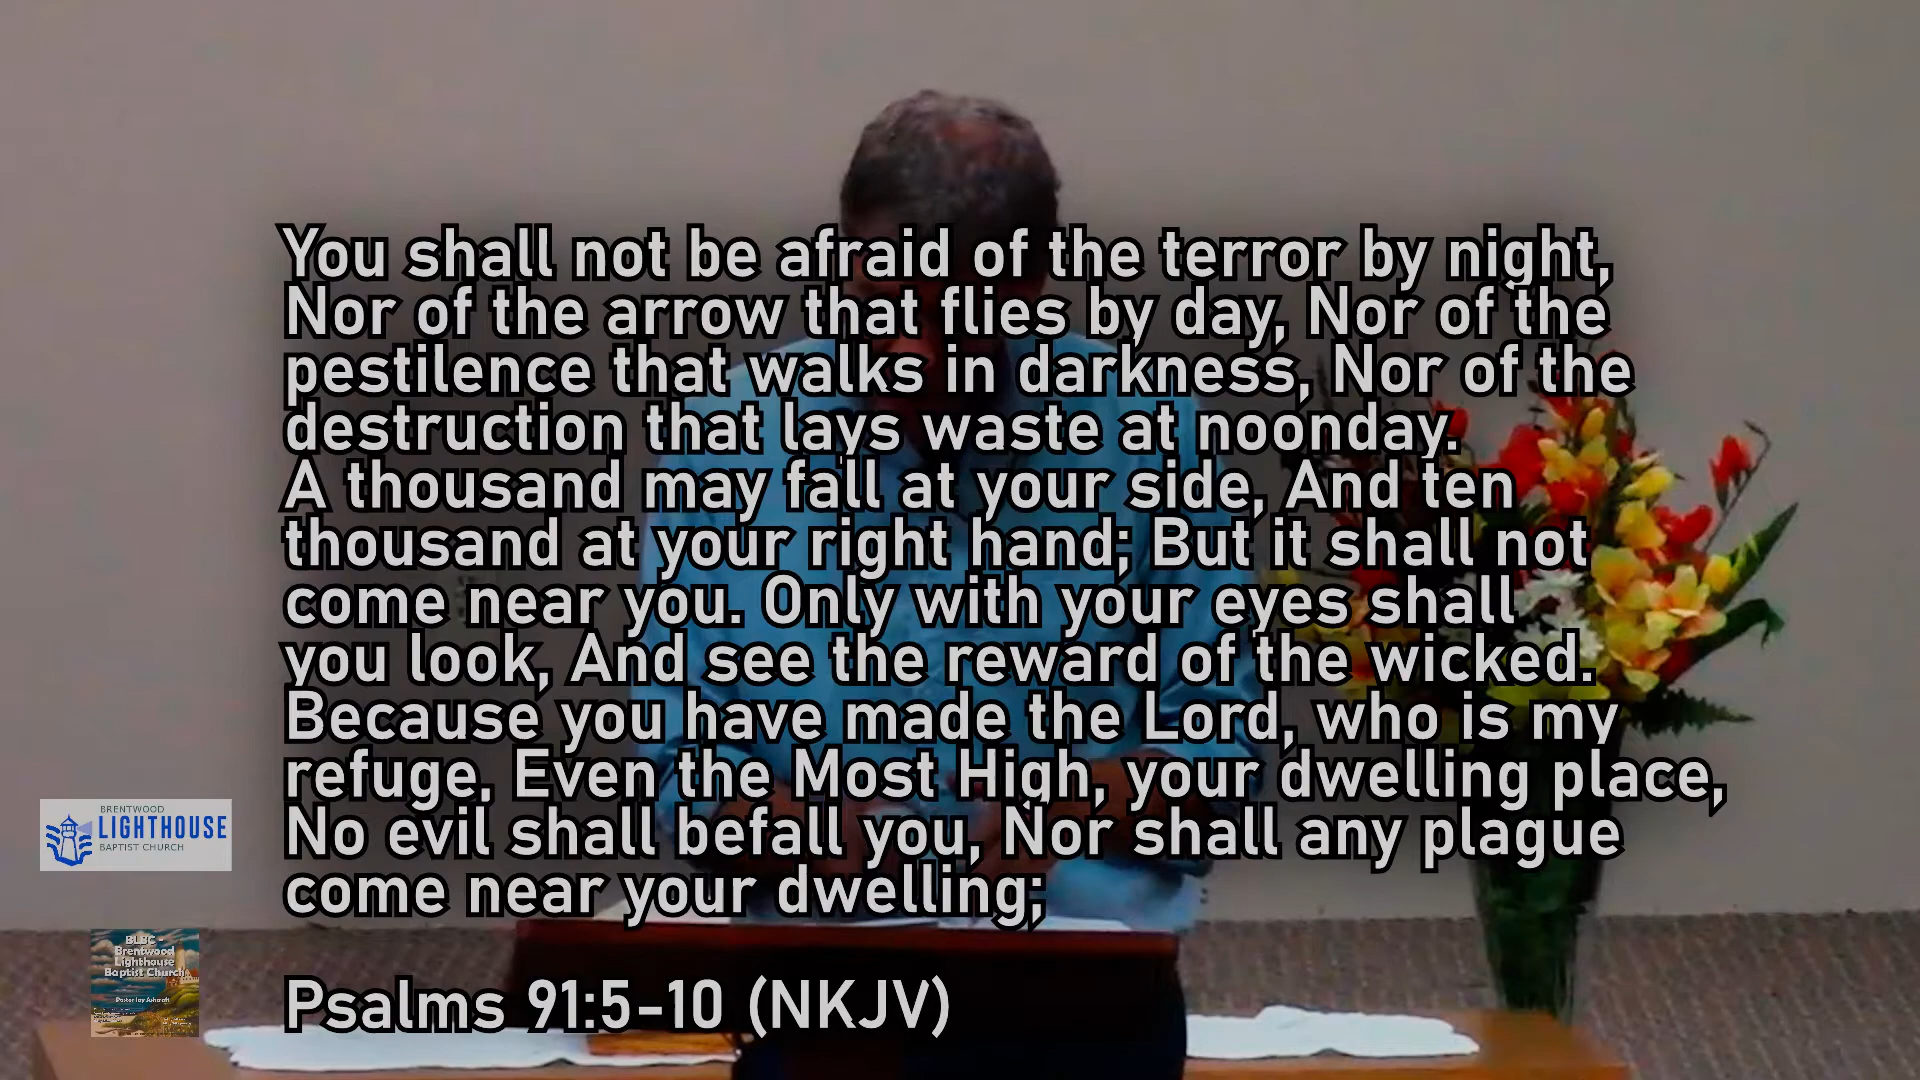 You shall not be afraid of the terror by night,
Nor of the arrow that flies by day, Nor of the
pestilence that walks in darkness, Nor of the
destruction that lays waste at noonday.
A thousand may fall at your side, And ten
thousand at your right hand; But it shall not
come near you. Only with your eyes shall
you look, And see the reward of the wicked.
Because you have made the Lord, who is my
refuge, Even the Most High, your dwelling place,
No evil shall befall you, Nor shall any plague
come near your dwelling;
Psalms 91:5-10 (NKJV)
BRENTWOOD
LIGHTHOUSE
BAPTIST CHURCH
BLBC -
Brentwood
Lighthouse
Baptist Church
Pastor Jay Ashcraft